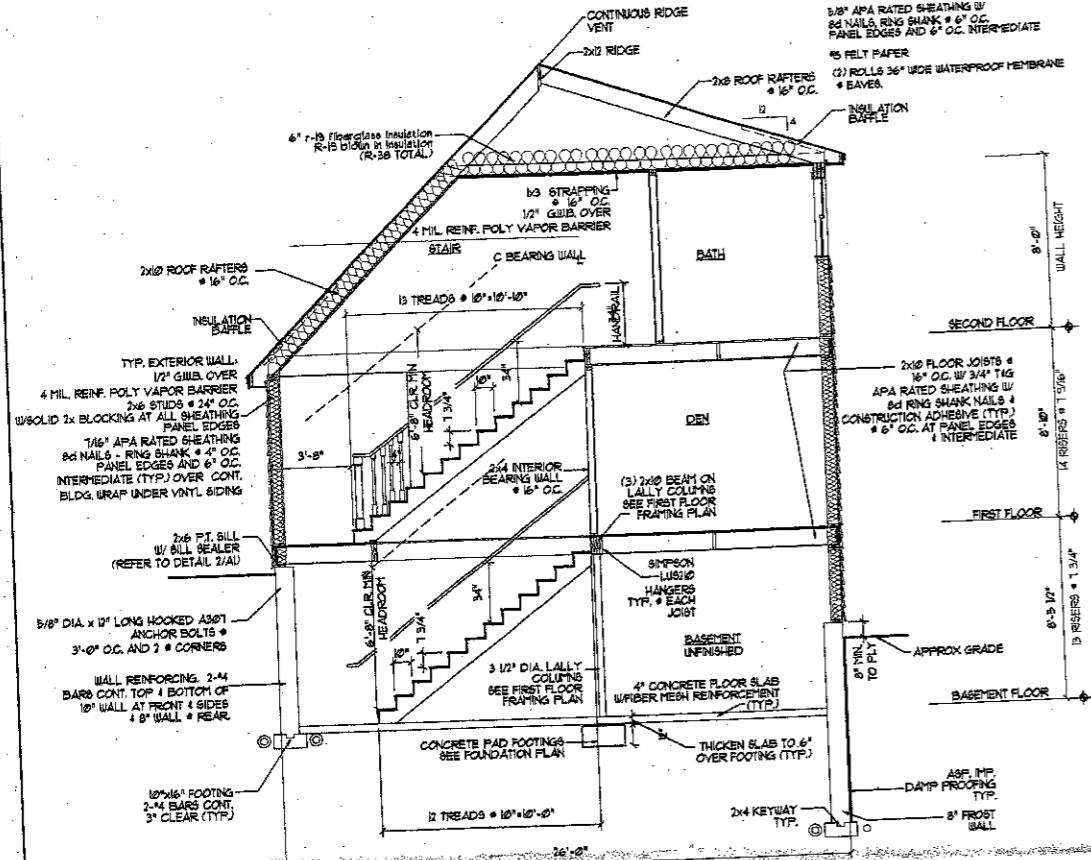 CONTINUOUS RIDGE
VENT
2x12 RIDGE
5/8" APA RATED SHEATHING W/
8d NAILS, RING SHANK @ 6" O.C.
PANEL EDGES AND 6" O.C. INTERMEDIATE
FELT PAPER
(2) ROLLS 36" WIDE WATERPROOF MEMBRANE
@ EAVES.
2x8 ROOF RAFTERS
@ 16" O.C.
12
4
INSULATION
BAFFLE
6" r-19 fiberglass insulation
R-19 blown in insulation
(R-38 TOTAL)
1x3 STRAPPING
@ 16" O.C.
1/2" G.W.B. OVER
4 MIL. REINF. POLY VAPOR BARRIER
STAIR
C BEARING WALL
BATH
2x10 ROOF RAFTERS
@ 16" O.C.
13 TREADS @ 10"=10'-10"
HANDRAIL
8'-0"
WALL HEIGHT
INSULATION
BAFFLE
SECOND FLOOR
TYP. EXTERIOR WALL:
1/2" G.W.B. OVER
4 MIL. REINF. POLY VAPOR BARRIER
2x6 STUDS @ 24" O.C.
W/SOLID 2x BLOCKING AT ALL SHEATHING
PANEL EDGES
7/16" APA RATED SHEATHING
8d NAILS - RING SHANK @ 4" O.C.
PANEL EDGES AND 6" O.C.
INTERMEDIATE (TYP.) OVER CONT.
BLDG. WRAP UNDER VINYL SIDING
3'-8"
6'-8" CLR. MIN
HEADROOM
7 3/4"
10"
34"
4"
DEN
2x10 FLOOR JOISTS @
16" O.C. W/ 3/4" T&G
APA RATED SHEATHING W/
8d RING SHANK NAILS &
CONSTRUCTION ADHESIVE (TYP.)
@ 6" O.C. AT PANEL EDGES
& INTERMEDIATE
8'-10"
14 RISERS @ 7 9/16"
2x4 INTERIOR
BEARING WALL
@ 16" O.C.
(3) 2x10 BEAM ON
LALLY COLUMNS
SEE FIRST FLOOR
FRAMING PLAN
FIRST FLOOR
2x6 P.T. SILL
W/ SILL SEALER
(REFER TO DETAIL 2/A1)
SIMPSON
LUS210
HANGERS
TYP. @ EACH
JOIST
6'-8" CLR. MIN
HEADROOM
34"
10"
7 3/4"
5/8" DIA. x 12" LONG HOOKED A307
ANCHOR BOLTS @
3'-0" O.C. AND 2 @ CORNERS
8'-5 1/2"
13 RISERS @ 7 3/4"
BASEMENT
UNFINISHED
8" MIN.
TO PLY
APPROX GRADE
WALL REINFORCING. 2-#4
BARS CONT. TOP & BOTTOM OF
10" WALL AT FRONT & SIDES
& 8" WALL @ REAR.
3 1/2" DIA. LALLY
COLUMNS
SEE FIRST FLOOR
FRAMING PLAN
4" CONCRETE FLOOR SLAB
W/FIBER MESH REINFORCEMENT
(TYP.)
BASEMENT FLOOR
CONCRETE PAD FOOTINGS
SEE FOUNDATION PLAN
THICKEN SLAB TO 6"
OVER FOOTING (TYP.)
10"x16" FOOTING
2-#4 BARS CONT.
3" CLEAR (TYP.)
ASP. IMP.
DAMP PROOFING
TYP.
12 TREADS @ 10"=10'-0"
2x4 KEYWAY
TYP.
8" FROST
WALL
26'-0"